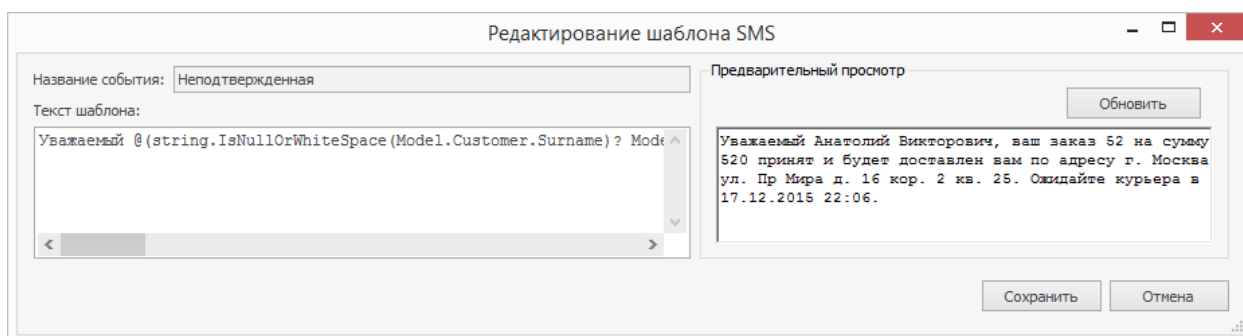 Редактирование шаблона SMS
Название события: Неподтвержденная
Текст шаблона:
Уважаемый @(string.IsNullOrWhiteSpace(Model.Customer.Surname)? Mode
Предварительный просмотр
Обновить
Уважаемый Анатолий Викторович, ваш заказ 52 на сумму
520 принят и будет доставлен вам по адресу г. Москва
ул. Пр Мира д. 16 кор. 2 кв. 25. Ожидайте курьера в
17.12.2015 22:06.
Сохранить
Отмена